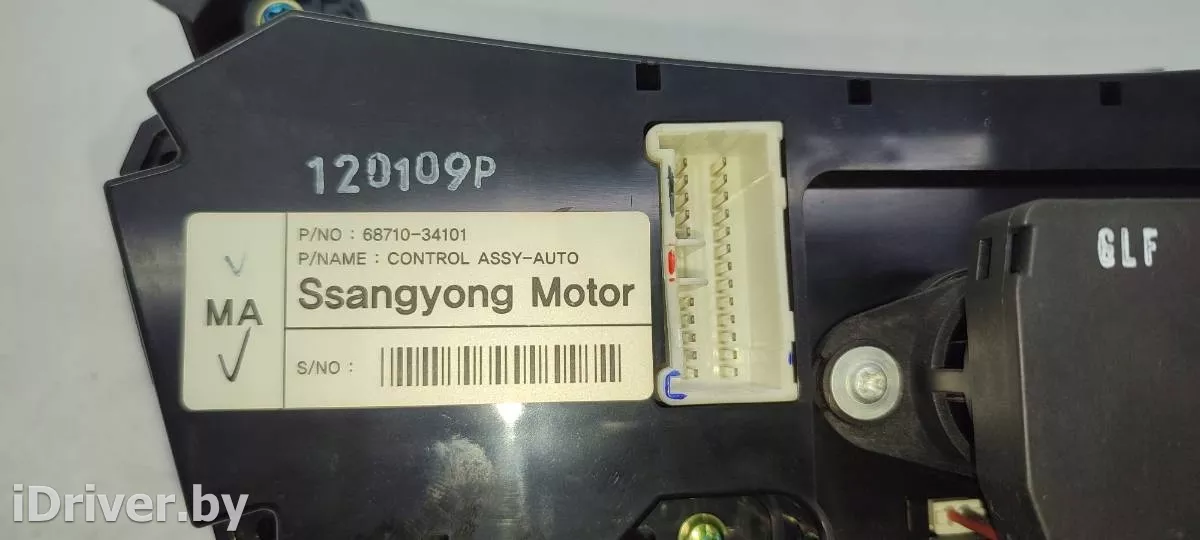 120109P
P/NO : 68710-34101
P/NAME : CONTROL ASSY-AUTO
MA
Ssangyong Motor
S/NO :
GLF
iDriver.by